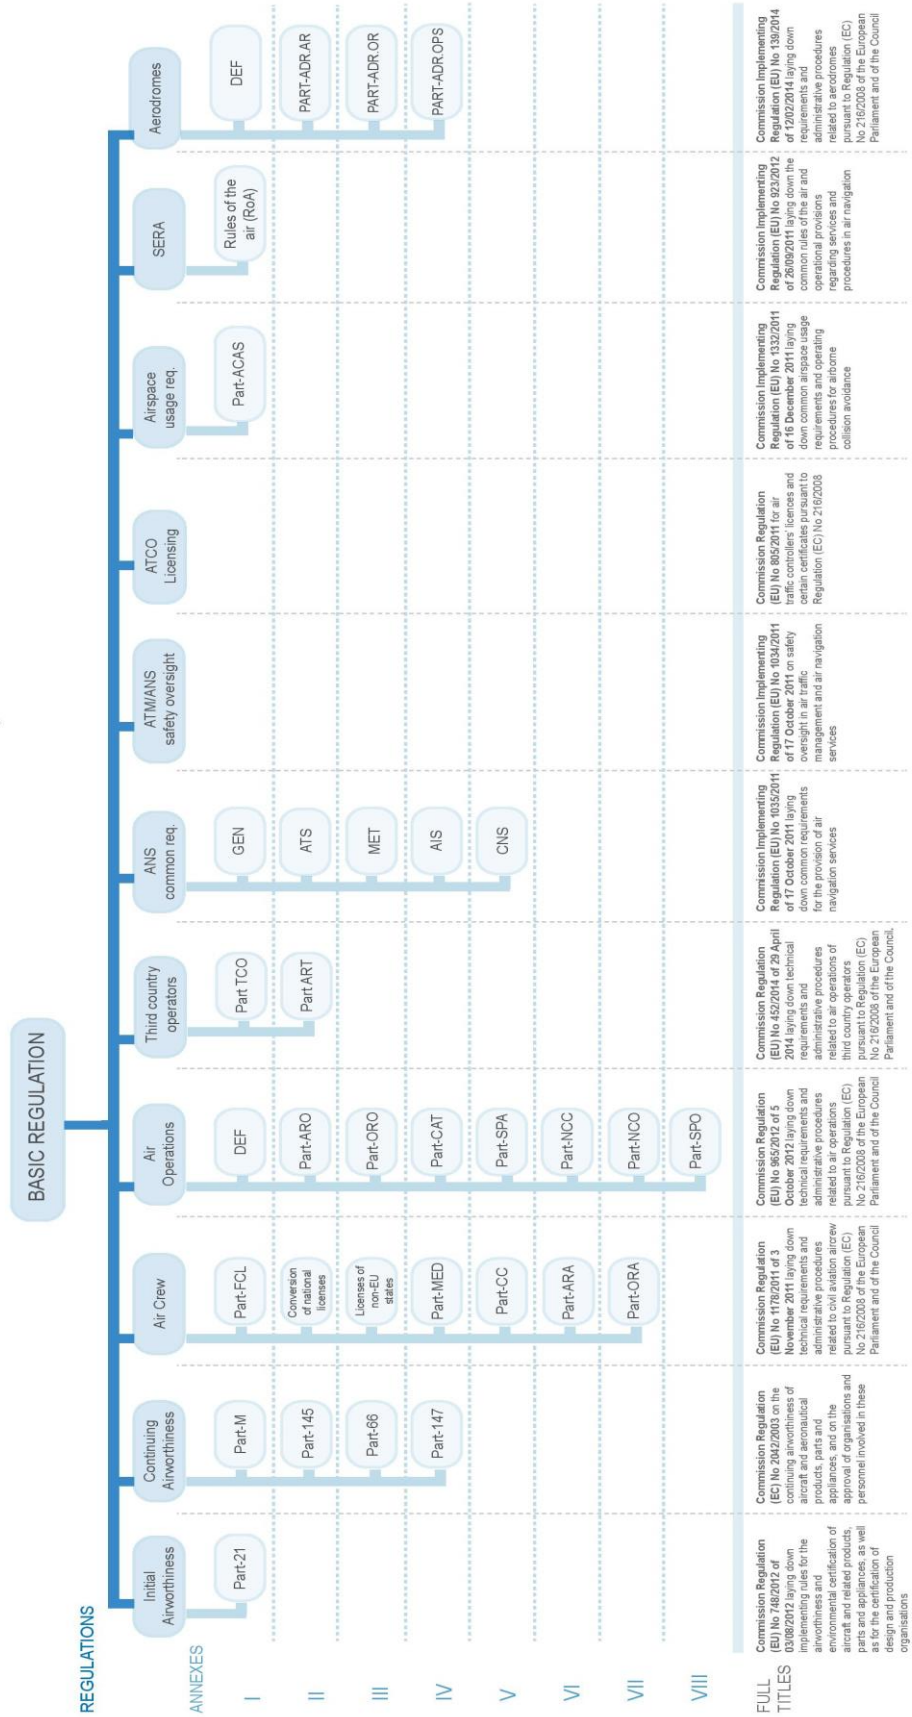 BASIC REGULATION
REGULATIONS
Initial
Airworthiness
Continuing
Airworthiness
Air Crew
Air
Operations
Third country
operators
ANS
common req.
ATM/ANS
safety oversight
ATCO
Licensing
Airspace
usage req.
SERA
Aerodromes
ANNEXES
I
Part-21
Part-M
Part-FCL
DEF
Part TCO
GEN
Part-ACAS
Rules of the
air (RoA)
DEF
II
Part-145
Conversion
of national
licenses
Part-ARO
Part ART
ATS
PART-ADR.AR
III
Part-66
Licenses of
non-EU
states
Part-ORO
MET
PART-ADR.OR
IV
Part-147
Part-MED
Part-CAT
AIS
PART-ADR.OPS
V
Part-CC
Part-SPA
CNS
VI
Part-ARA
Part-NCC
VII
Part-ORA
Part-NCO
VIII
Part-SPO
FULL
TITLES
Commission Regulation
(EU) No 748/2012 of
03/08/2012 laying down
implementing rules for the
airworthiness and
environmental certification of
aircraft and related products,
parts and appliances, as well
as for the certification of
design and production
organisations
Commission Regulation
(EC) No 2042/2003 on the
continuing airworthiness of
aircraft and aeronautical
products, parts and
appliances, and on the
approval of organisations and
personnel involved in these
Commission Regulation
(EU) No 1178/2011 of 3
November 2011 laying down
technical requirements and
administrative procedures
related to civil aviation aircrew
pursuant to Regulation (EC)
No 216/2008 of the European
Parliament and of the Council
Commission Regulation
(EU) No 965/2012 of 5
October 2012 laying down
technical requirements and
administrative procedures
related to air operations
pursuant to Regulation (EC)
No 216/2008 of the European
Parliament and of the Council
Commission Regulation
(EU) No 452/2014 of 29 April
2014 laying down technical
requirements and
administrative procedures
related to air operations of
third country operators
pursuant to Regulation (EC)
No 216/2008 of the European
Parliament and of the Council.
Commission Implementing
Regulation (EU) No 1035/2011
of 17 October 2011 laying
down common requirements
for the provision of air
navigation services
Commission Implementing
Regulation (EU) No 1034/2011
of 17 October 2011 on safety
oversight in air traffic
management and air navigation
services
Commission Regulation
(EU) No 805/2011 for air
traffic controllers' licences and
certain certificates pursuant to
Regulation (EC) No 216/2008
Commission Implementing
Regulation (EU) No 1332/2011
of 16 December 2011 laying
down common airspace usage
requirements and operating
procedures for airborne
collision avoidance
Commission Implementing
Regulation (EU) No 923/2012
of 26/09/2011 laying down the
common rules of the air and
operational provisions
regarding services and
procedures in air navigation
Commission Implementing
Regulation (EU) No 139/2014
of 12/02/2014 laying down
requirements and
administrative procedures
related to aerodromes
pursuant to Regulation (EC)
No 216/2008 of the European
Parliament and of the Council